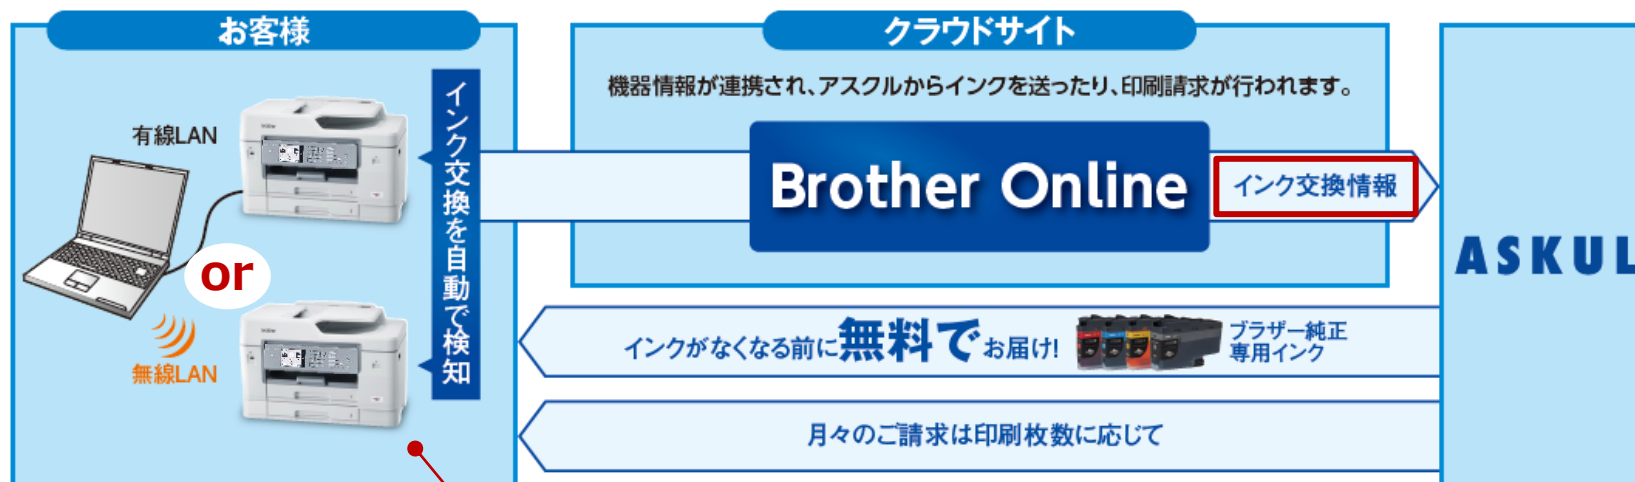 お客様
有線LAN
or
無線LAN
インク交換を自動で検知
クラウドサイト
機器情報が連携され、アスクルからインクを送ったり、印刷請求が行われます。
Brother Online
インク交換情報
ASKUL
インクがなくなる前に無料でお届け!
ブラザー純正
専用インク
月々のご請求は印刷枚数に応じて